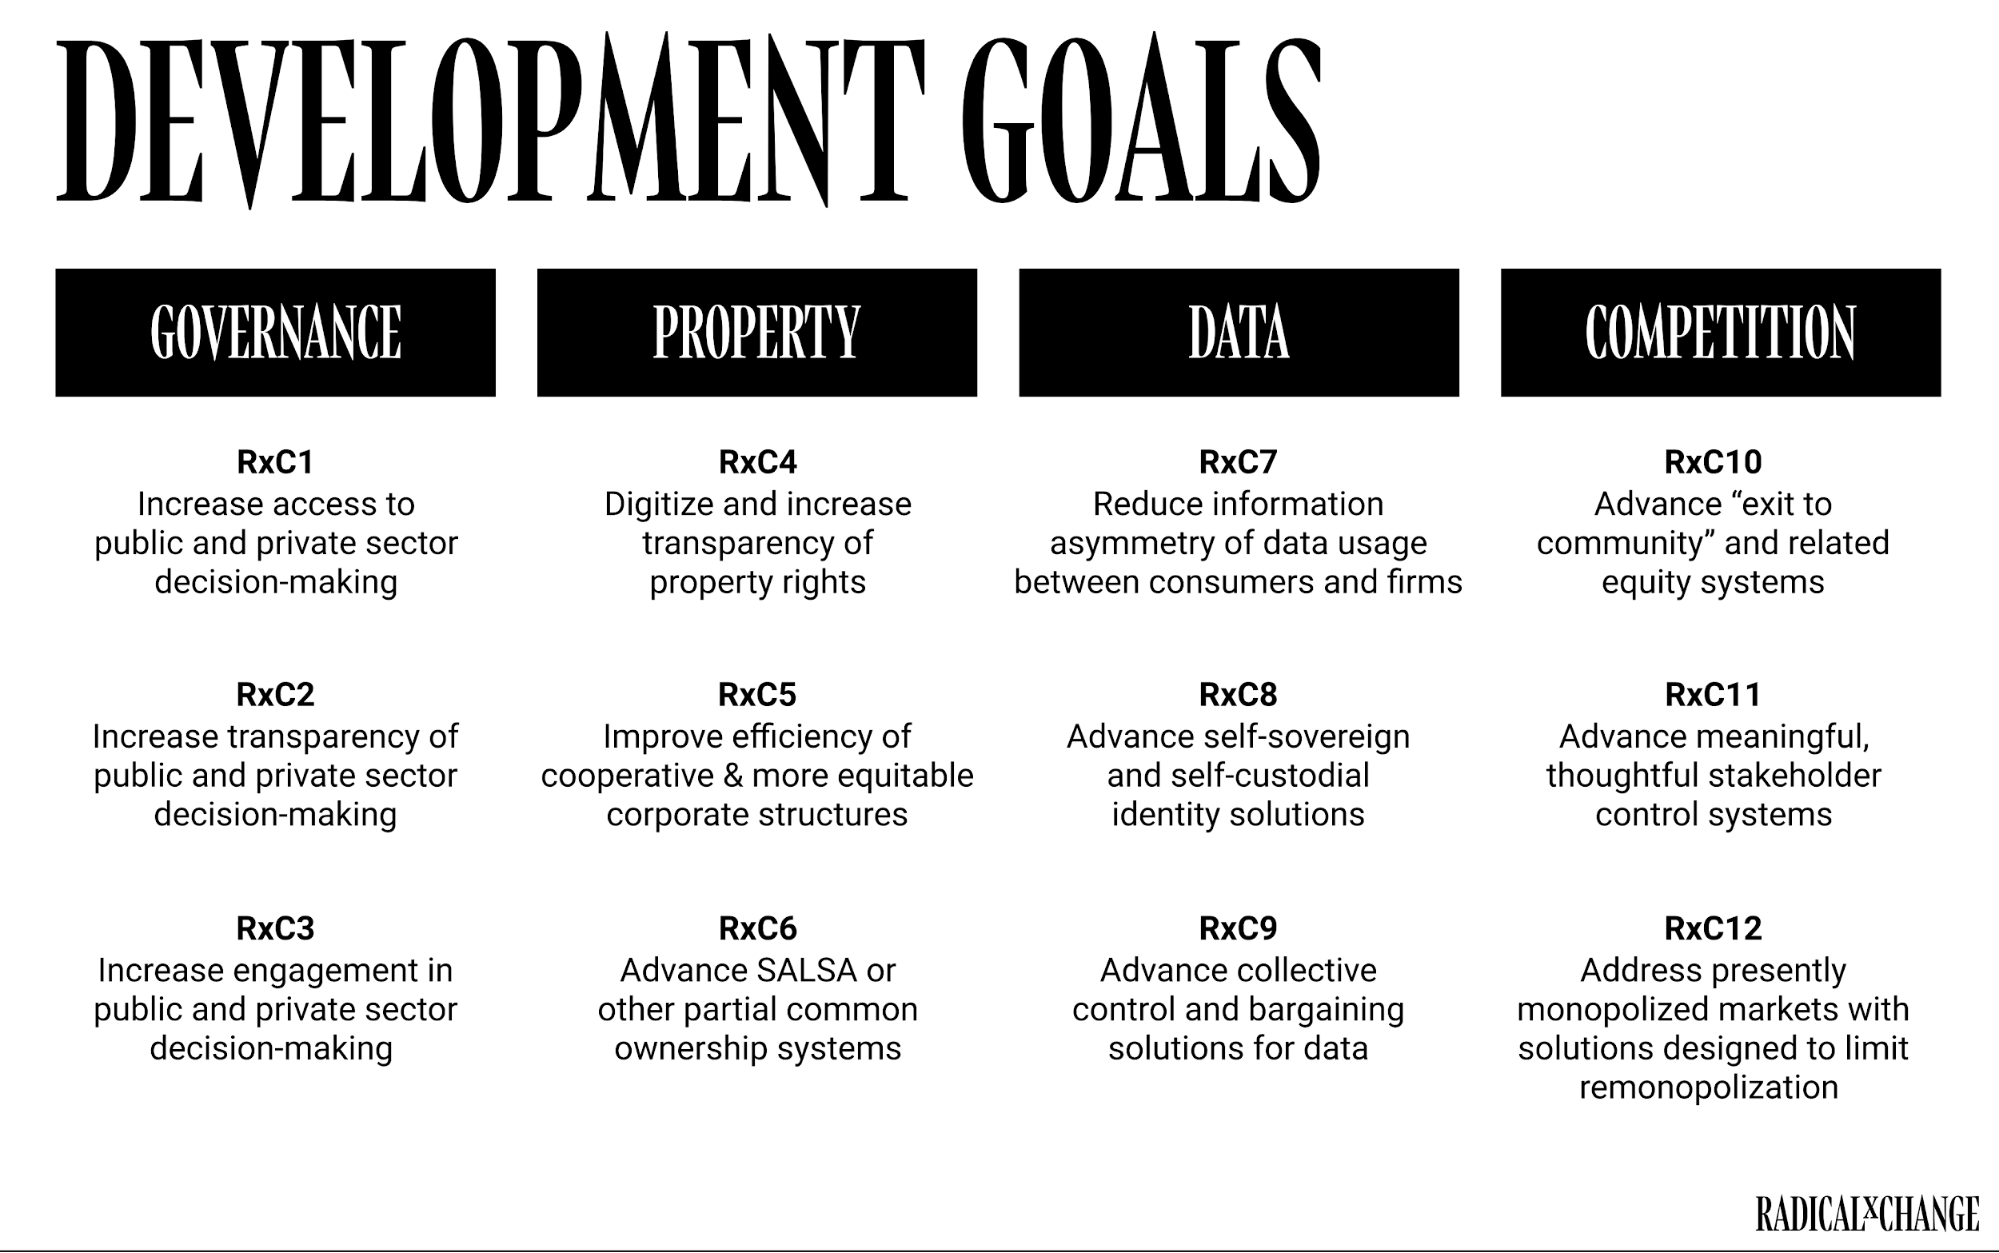 DEVELOPMENT GOALS
GOVERNANCE
RxC1
Increase access to
public and private sector
decision-making
RxC2
Increase transparency of
public and private sector
decision-making
RxC3
Increase engagement in
public and private sector
decision-making
PROPERTY
RxC4
Digitize and increase
transparency of
property rights
RxC5
Improve efficiency of
cooperative & more equitable
corporate structures
RxC6
Advance SALSA or
other partial common
ownership systems
DATA
RxC7
Reduce information
asymmetry of data usage
between consumers and firms
RxC8
Advance self-sovereign
and self-custodial
identity solutions
RxC9
Advance collective
control and bargaining
solutions for data
COMPETITION
RxC10
Advance “exit to
community” and related
equity systems
RxC11
Advance meaningful,
thoughtful stakeholder
control systems
RxC12
Address presently
monopolized markets with
solutions designed to limit
remonopolization
RADICALXCHANGE